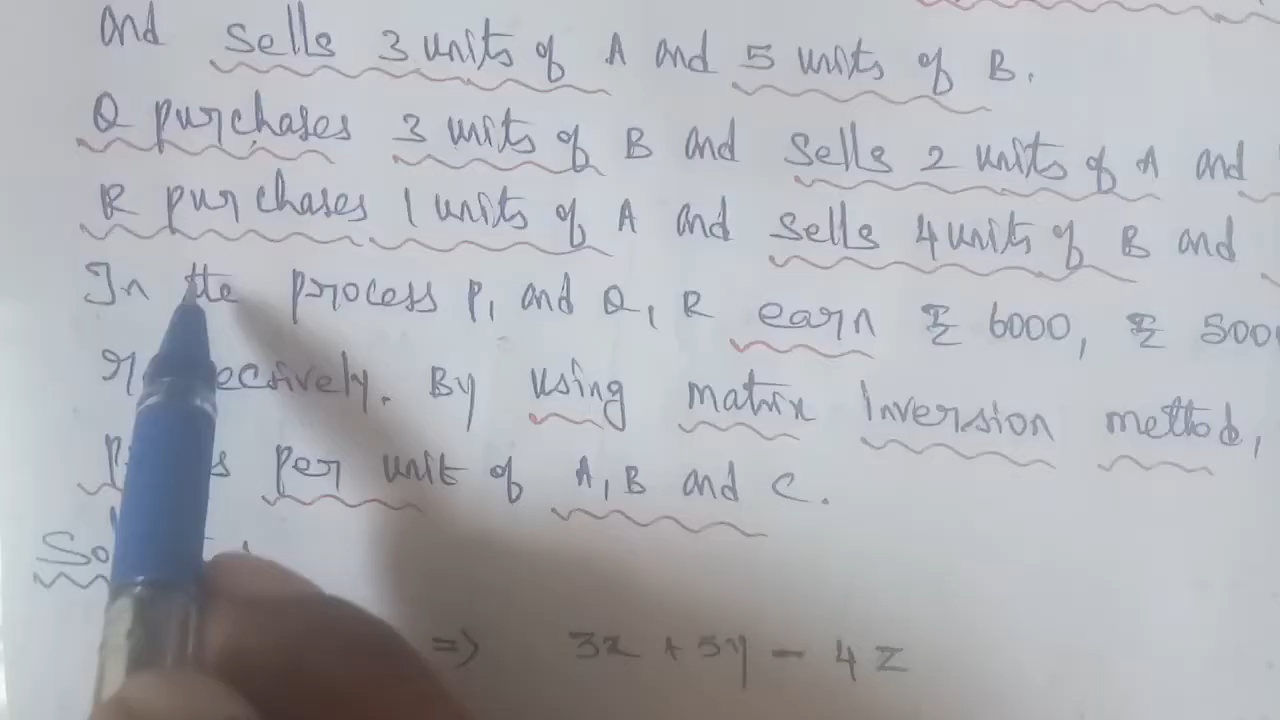 and sells 3 units of A and 5 units of B.
Q purchases 3 units of B and sells 2 units of A and
R purchases 1 units of A and sells 4 units of B and
In the process P, and Q, R earn ₹ 6000, ₹ 500
By using matrix inversion method,
per unit of A, B and C.
=> 3x + 5y - 4z